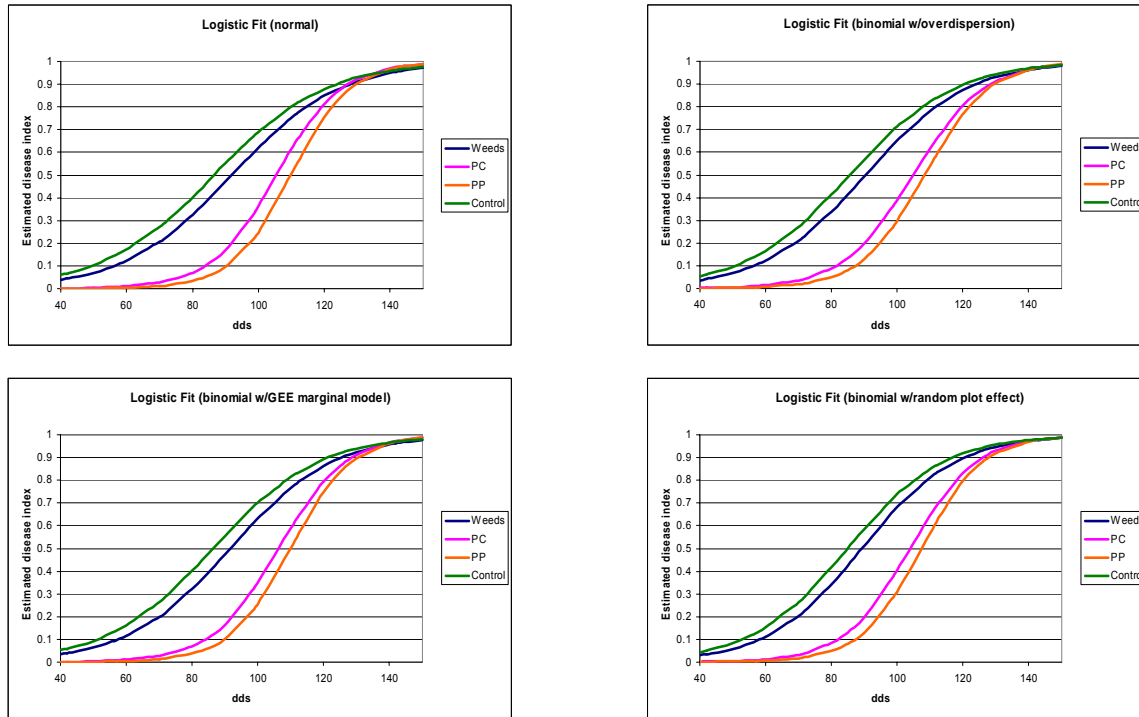 Logistic Fit (normal)
Estimated disease index
1
0.9
0.8
0.7
0.6
0.5
0.4
0.3
0.2
0.1
0
40 60 80 100 120 140
dds
Weeds
PC
PP
Control
Logistic Fit (binomial w/overdispersion)
Estimated disease index
1
0.9
0.8
0.7
0.6
0.5
0.4
0.3
0.2
0.1
0
40 60 80 100 120 140
dds
Weed
PC
PP
Control
Logistic Fit (binomial w/GEE marginal model)
Estimated disease index
1
0.9
0.8
0.7
0.6
0.5
0.4
0.3
0.2
0.1
0
40 60 80 100 120 140
dds
Weeds
PC
PP
Control
Logistic Fit (binomial w/random plot effect)
Estimated disease index
1
0.9
0.8
0.7
0.6
0.5
0.4
0.3
0.2
0.1
0
40 60 80 100 120 140
dds
Weed
PC
PP
Control